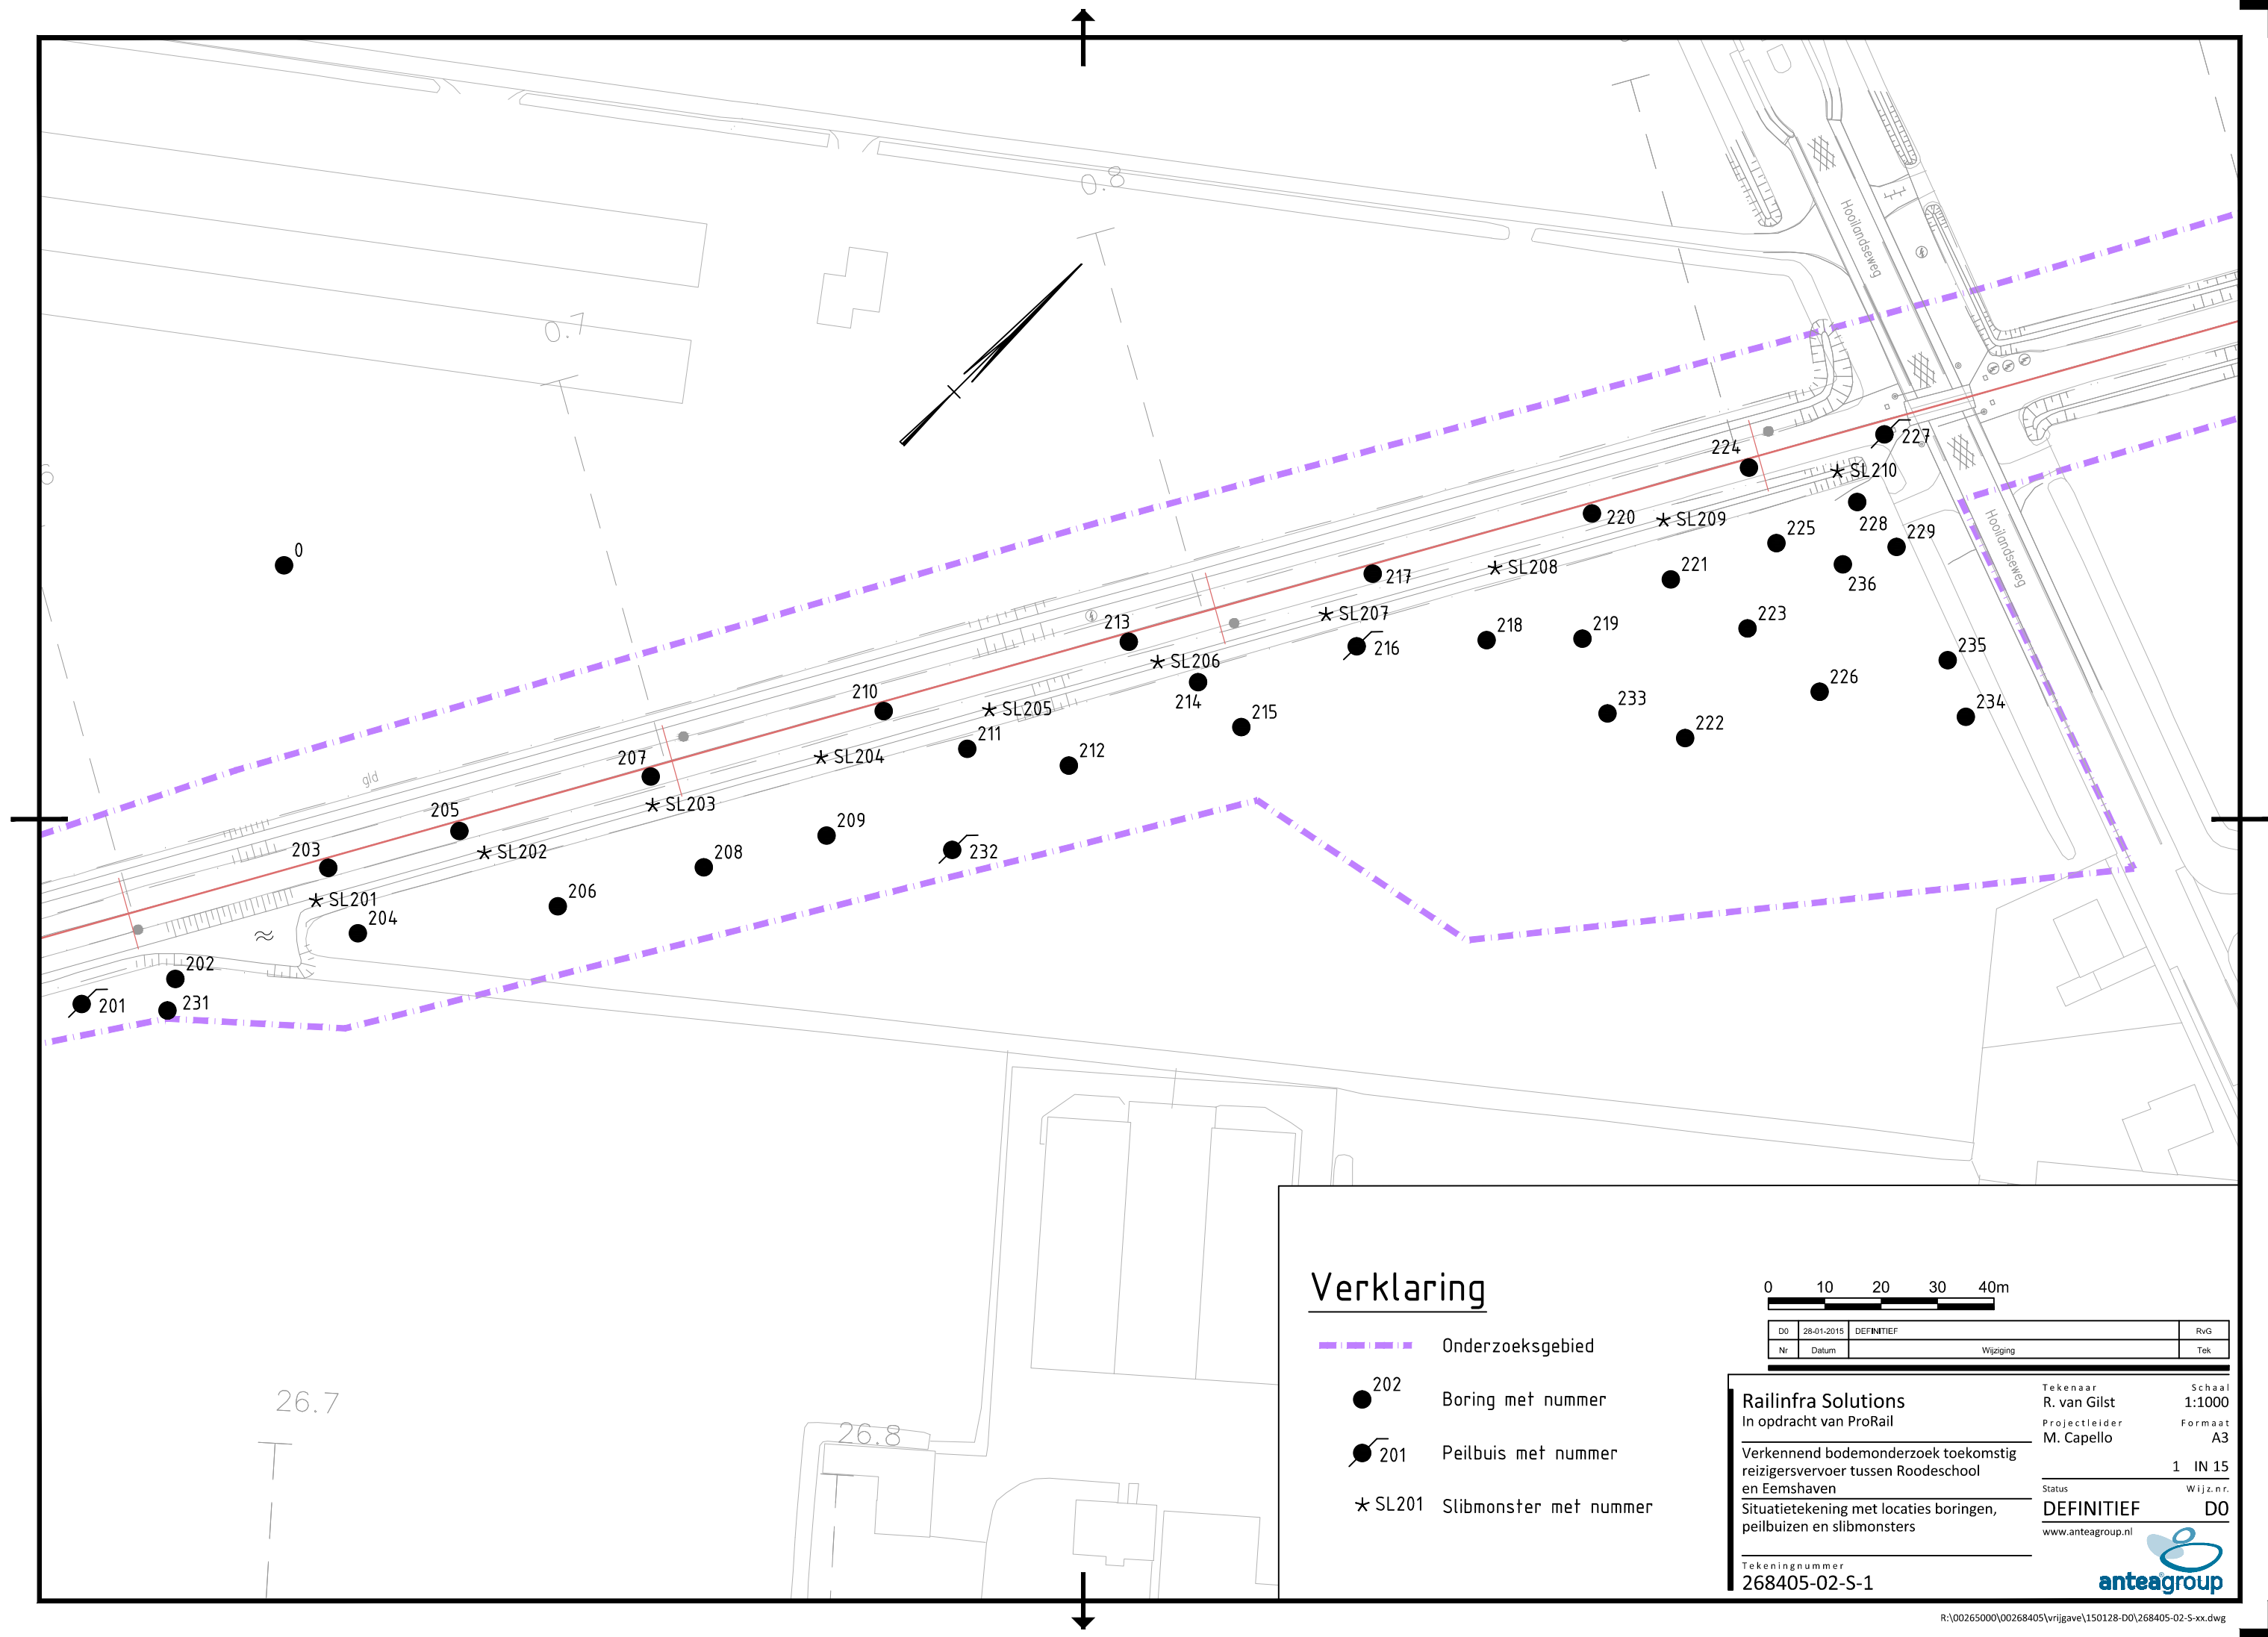 0.8
Hooilandseweg
0.7
224
227
SL210
220
SL209
228
225
229
0
217
SL208
221
236
SL207
213
218
219
223
216
SL206
235
210
214
226
SL205
215
233
234
211
222
207
SL204
212
gld
SL203
205
209
Hooilandseweg
203
SL202
208
232
SL201
206
204
202
201
231
Verklaring
Onderzoeksgebied
202
Boring met nummer
201
Peilbuis met nummer
SL201
Slibmonster met nummer
26.7
26.8
0 10 20 30 40m
D0 28-01-2015 DEFINITIEF RvG
Nr Datum Wijziging Tek
Railinfra Solutions
In opdracht van ProRail
Verkennend bodemonderzoek toekomstig
reizigersvervoer tussen Roodeschool
en Eemshaven
Situatietekening met locaties boringen,
peilbuizen en slibmonsters
Tekeningnummer
268405-02-S-1
Tekenaar Schaal
R. van Gilst 1:1000
Projectleider Formaat
M. Capello A3
1 IN 15
Status Wijz.nr.
DEFINITIEF D0
www.anteagroup.nl
anteagroup
R:\00265000\00268405\vrijgave\150128-D0\268405-02-S-xx.dwg